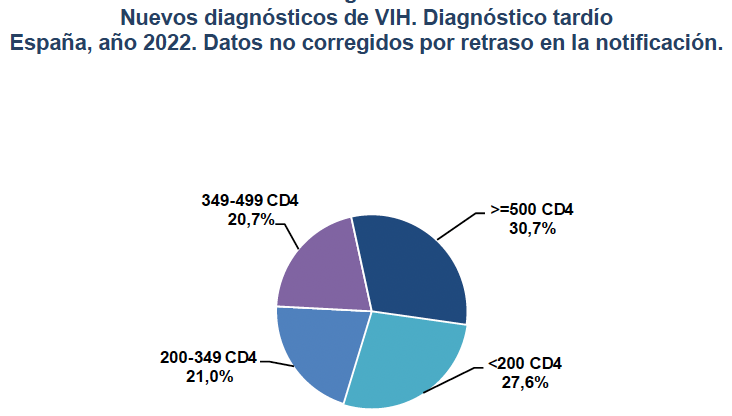 Nuevos diagnósticos de VIH. Diagnóstico tardío
España, año 2022. Datos no corregidos por retraso en la notificación.
349-499 CD4
20,7%
>=500 CD4
30,7%
200-349 CD4
21,0%
<200 CD4
27,6%